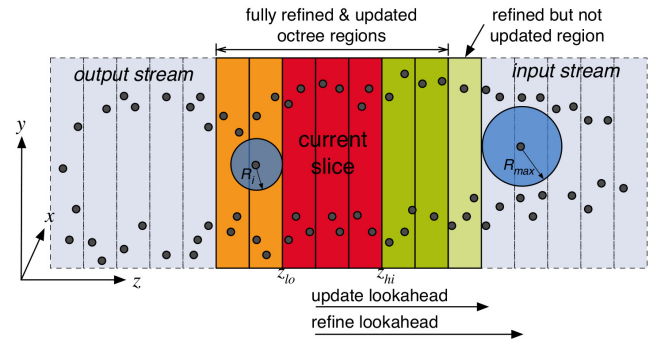 fully refined & updated
octree regions
refined but not
updated region
output stream
input stream
current
slice
R_i
R_max
y
x
z
z_lo
z_hi
update lookahead
refine lookahead